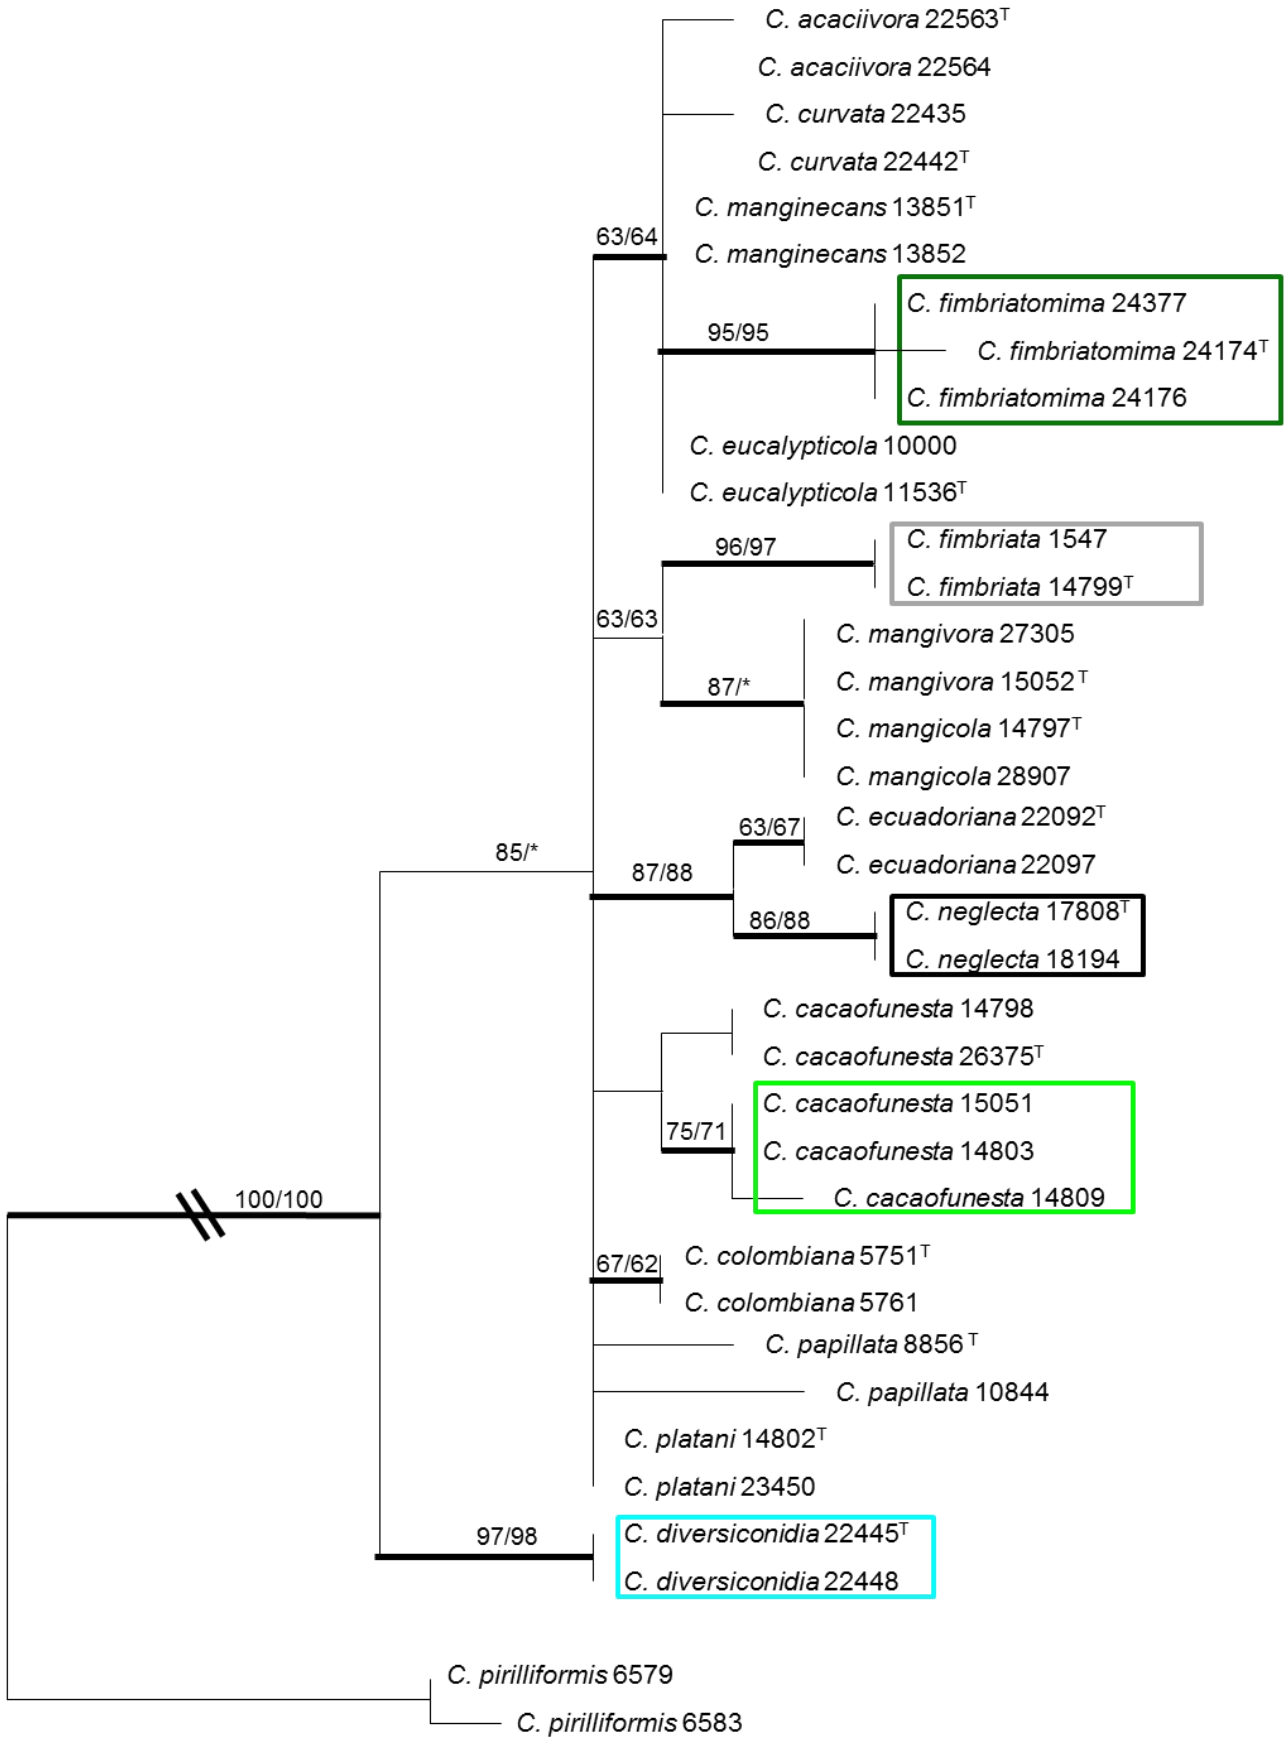 C. acaciivora 22563ᵀ
C. acaciivora 22564
C. curvata 22435
C. curvata 22442ᵀ
C. manginecans 13851ᵀ
63/64
C. manginecans 13852
C. fimbriatomima 24377
95/95
C. fimbriatomima 24174ᵀ
C. fimbriatomima 24176
C. eucalypticola 10000
C. eucalypticola 11536ᵀ
96/97
C. fimbriata 1547
C. fimbriata 14799ᵀ
63/63
C. mangivora 27305
87/*
C. mangivora 15052ᵀ
C. mangicola 14797ᵀ
C. mangicola 28907
C. ecuadoriana 22092ᵀ
63/67
85/*
C. ecuadoriana 22097
87/88
C. neglecta 17808ᵀ
86/88
C. neglecta 18194
C. cacaofunesta 14798
C. cacaofunesta 26375ᵀ
C. cacaofunesta 15051
75/71
C. cacaofunesta 14803
C. cacaofunesta 14809
100/100
C. colombiana 5751ᵀ
67/62
C. colombiana 5761
C. papillata 8856ᵀ
C. papillata 10844
C. platani 14802ᵀ
C. platani 23450
97/98
C. diversiconidia 22445ᵀ
C. diversiconidia 22448
C. pirilliformis 6579
C. pirilliformis 6583